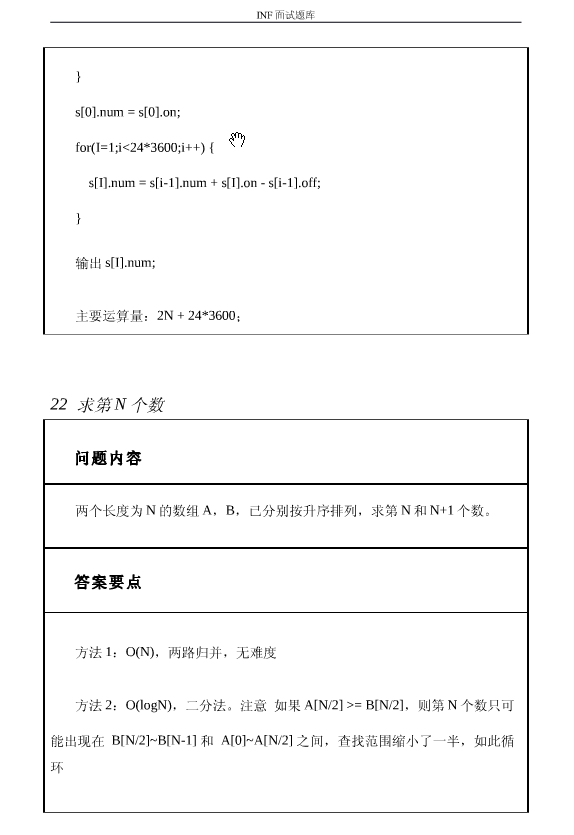 INF 面试题库
}
s[0].num = s[0].on;
for(I=1;i<24*3600;i++) {
s[I].num = s[i-1].num + s[I].on - s[i-1].off;
}
输出 s[I].num;
主要运算量：2N + 24*3600；
22 求第 N 个数
问题内容
两个长度为 N 的数组 A，B，已分别按升序排列，求第 N 和 N+1 个数。
答案要点
方法 1：O(N)，两路归并，无难度
方法 2：O(logN)，二分法。注意 如果 A[N/2] >= B[N/2]，则第 N 个数只可
能出现在 B[N/2]~B[N-1] 和 A[0]~A[N/2] 之间，查找范围缩小了一半，如此循
环